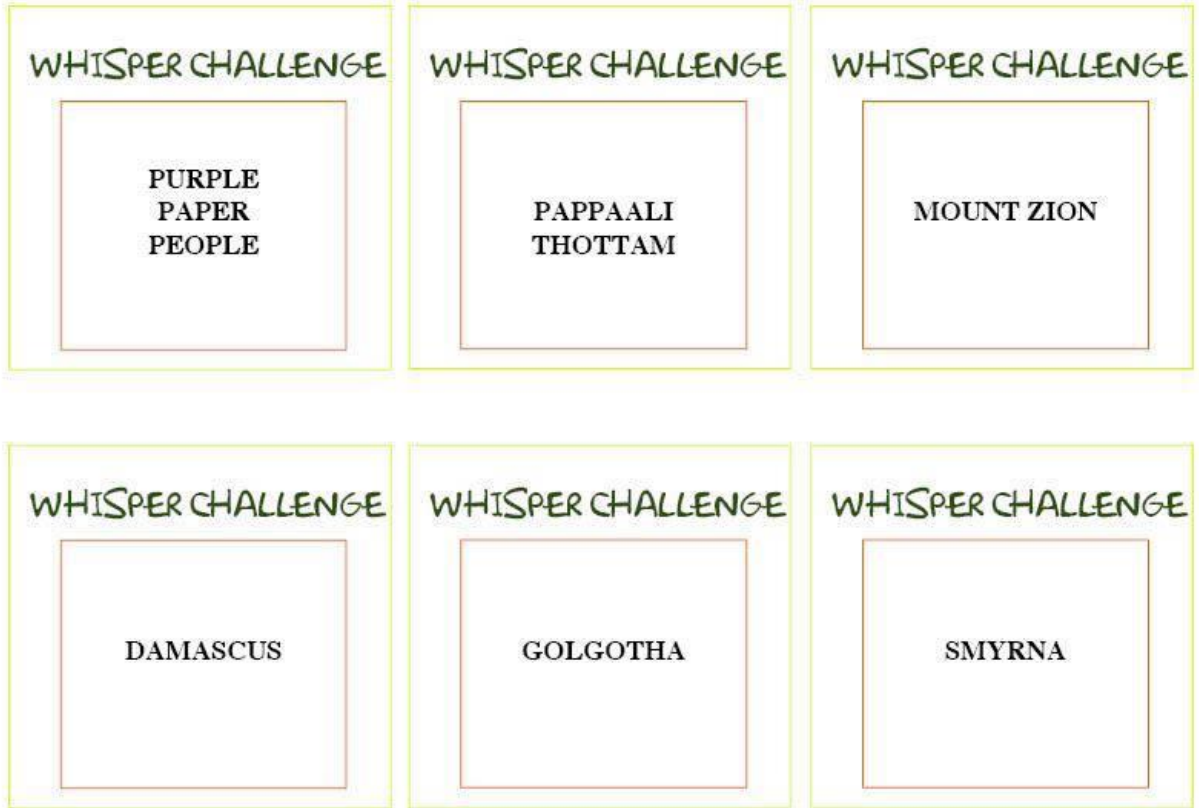 WHISPER CHALLENGE
PURPLE
PAPER
PEOPLE
WHISPER CHALLENGE
PAPPAALI
THOTTAM
WHISPER CHALLENGE
MOUNT ZION
WHISPER CHALLENGE
DAMASCUS
WHISPER CHALLENGE
GOLGOTHA
WHISPER CHALLENGE
SMYRNA